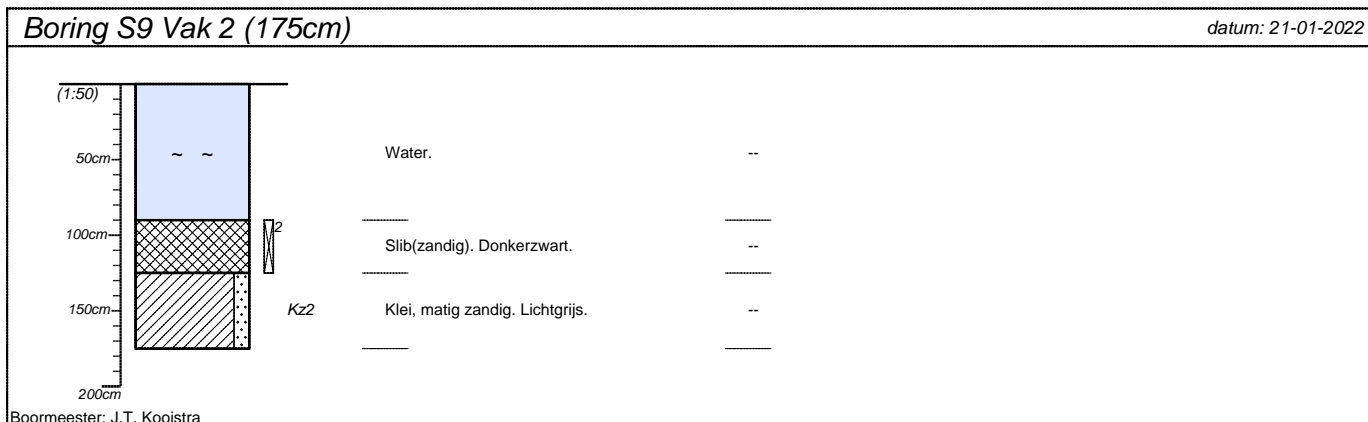 Boring S9 Vak 2 (175cm) datum: 21-01-2022
(1:50)
50cm ~ ~ Water. --
2
100cm Slib(zandig). Donkerzwart. --
150cm Kz2 Klei, matig zandig. Lichtgrijs. --
200cm
Boormeester: J.T. Kooistra